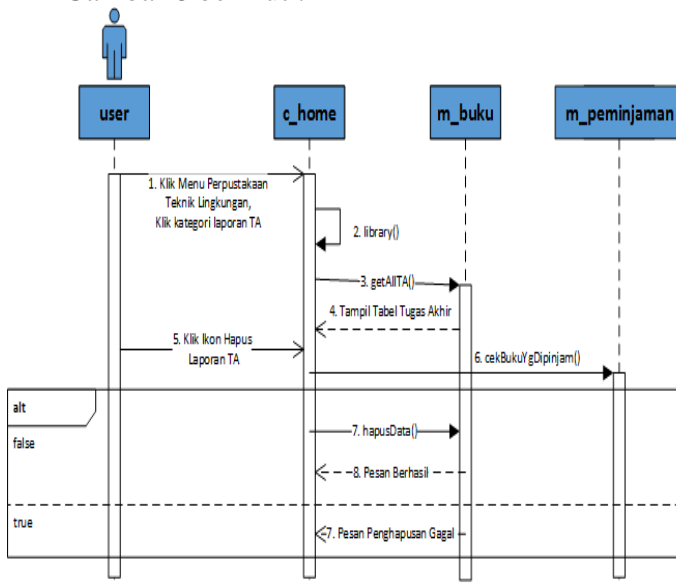 user
c_home
m_buku
m_peminjaman
1. Klik Menu Perpustakaan
Teknik Lingkungan,
Klik kategori laporan TA
2. library()
3. getAllTA()
4. Tampil Tabel Tugas Akhir
5. Klik Ikon Hapus
Laporan TA
6. cekBukuYgDipinjam()
alt
false
7. hapusData()
8. Pesan Berhasil
true
7. Pesan Penghapusan Gagal